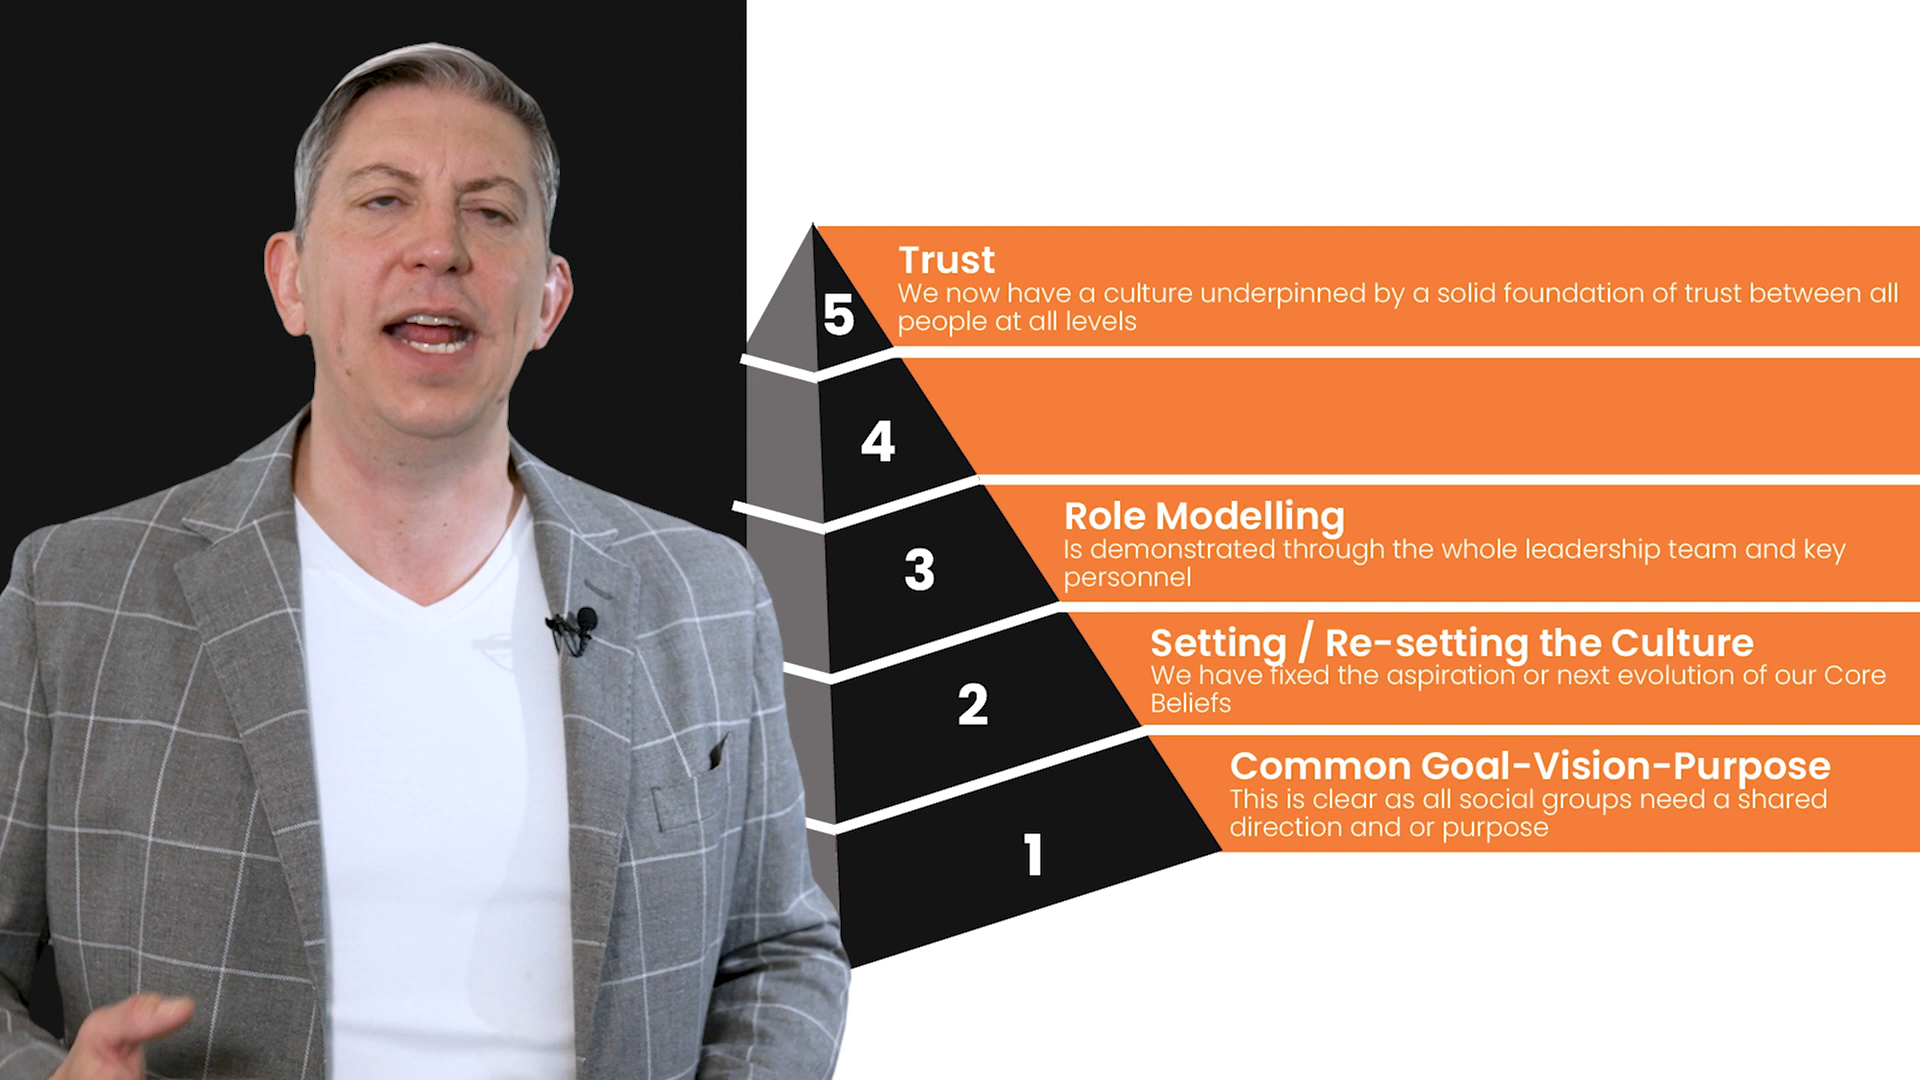 5
Trust
We now have a culture underpinned by a solid foundation of trust between all
people at all levels
4
3
Role Modelling
Is demonstrated through the whole leadership team and key
personnel
2
Setting / Re-setting the Culture
We have fixed the aspiration or next evolution of our Core
Beliefs
1
Common Goal-Vision-Purpose
This is clear as all social groups need a shared
direction and or purpose